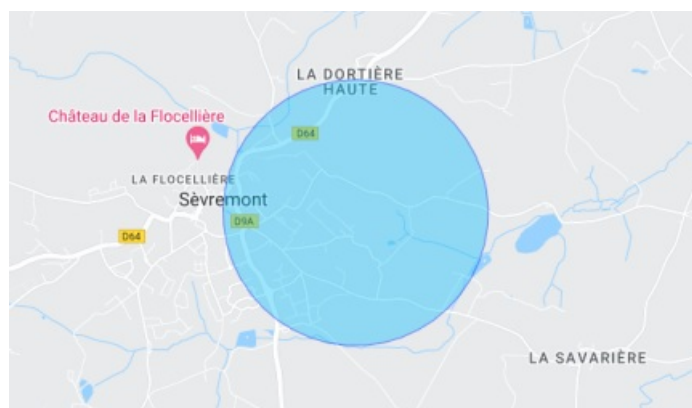 LA DORTIÈRE
HAUTE
Château de la Flocellière
D64
LA FLOCELLIÈRE
Sèvremont
D9A
D64
LA SAVARIÈRE